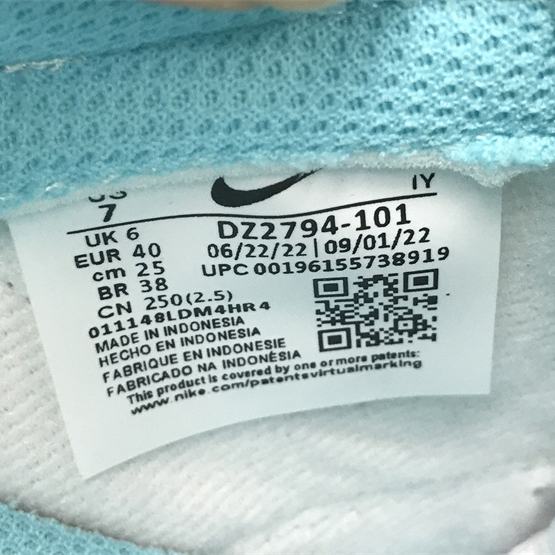 US IY
7
DZ2794-101
UK 6
06/22/22 | 09/01/22
EUR 40
UPC 00196155738919
cm 25
BR 38
CN 250(2.5)
011148LDM4HR4
MADE IN INDONESIA
HECHO EN INDONESIA
FABRIQUE EN INDONESIE
FABRICADO NA INDONÉSIA
This product is covered by one or more patents:
www.nike.com/patentsvirtualmarking